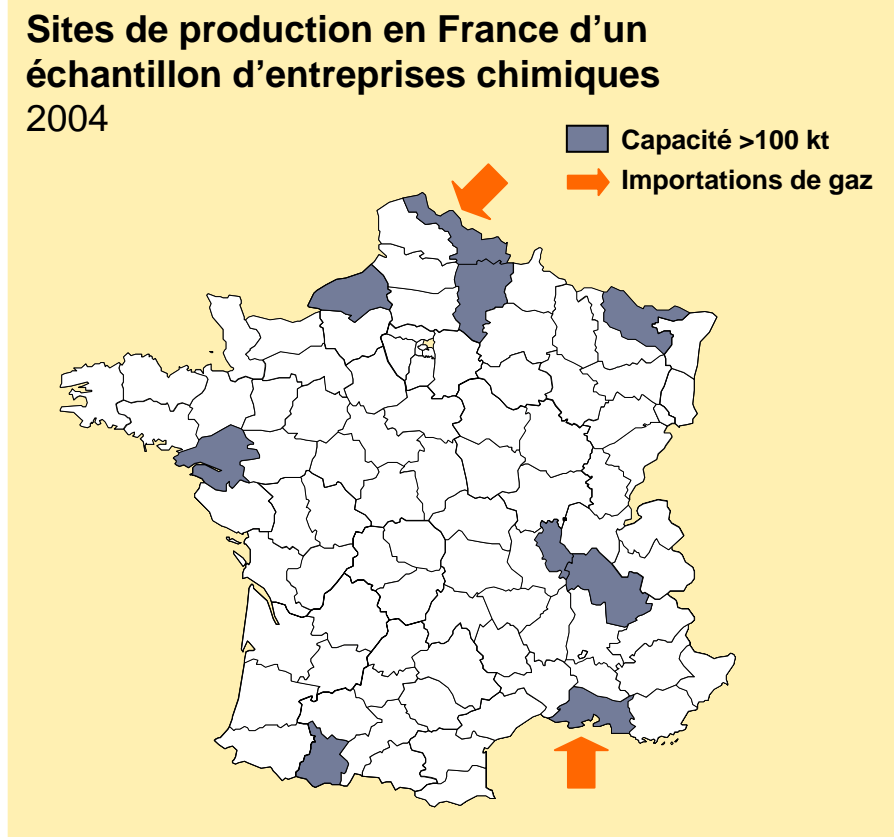 Sites de production en France d’un
échantillon d’entreprises chimiques
2004
Capacité >100 kt
Importations de gaz